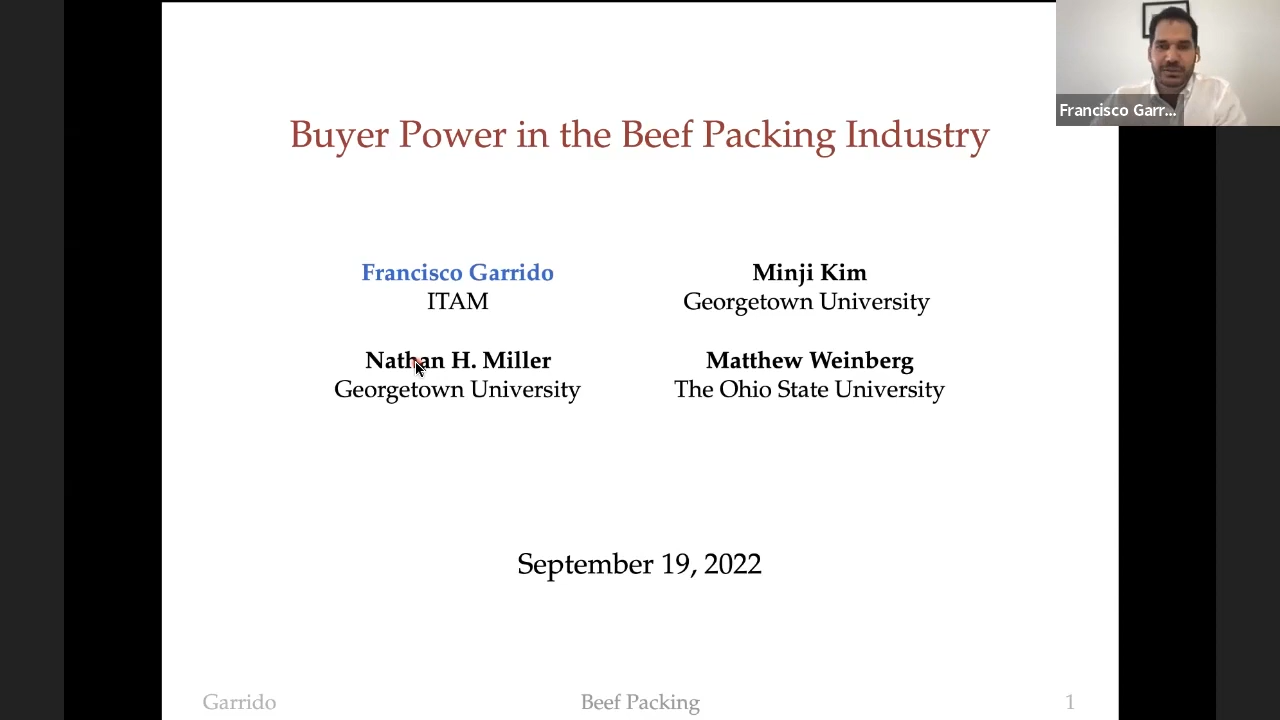 Francisco Garr...
Buyer Power in the Beef Packing Industry
Francisco Garrido
ITAM
Minji Kim
Georgetown University
Nathan H. Miller
Georgetown University
Matthew Weinberg
The Ohio State University
September 19, 2022
Garrido
Beef Packing
1